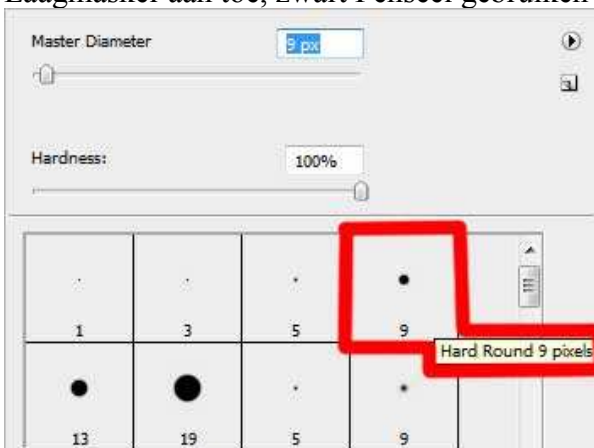 Laagmasker aan toe, zwart Penseel gebruiken
Master Diameter 9 px
Hardness: 100%
1 3 5 9
Hard Round 9 pixels
13 19 5 9